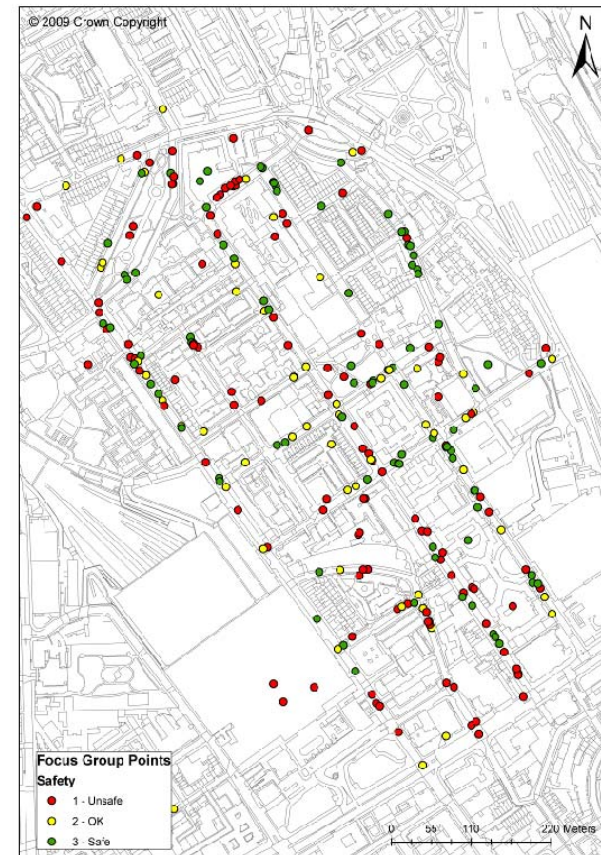 © 2009 Crown Copyright
N
Focus Group Points
Safety
1 - Unsafe
2 - OK
3 - Safe
0 55 110 220 Meters